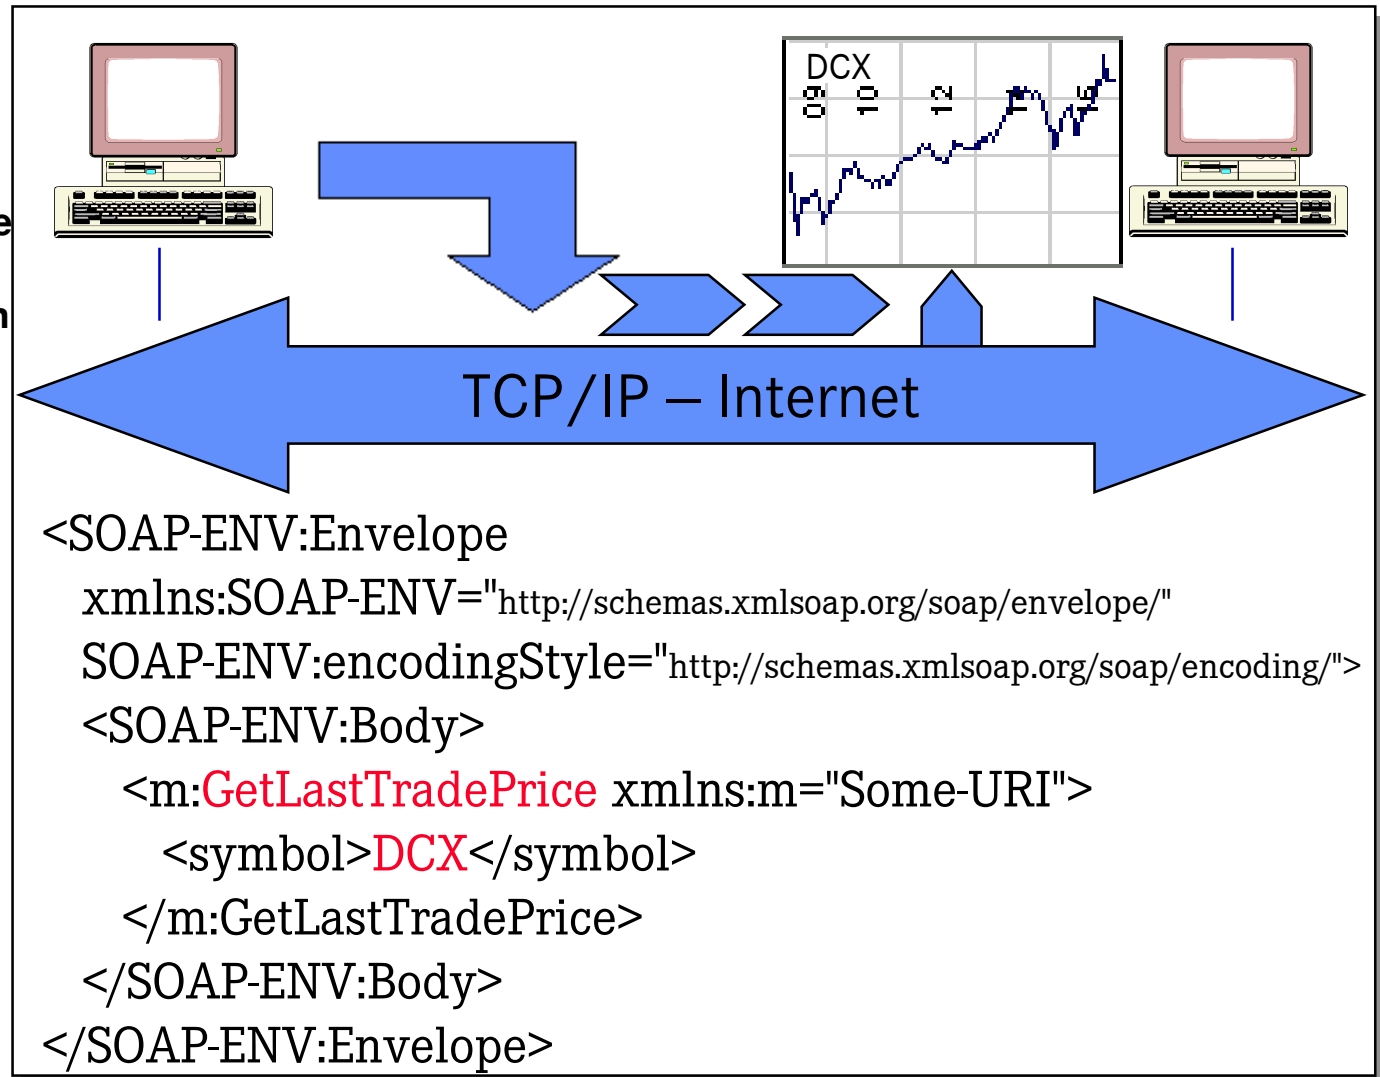 DCX
09 10 12 14 16
e
n
TCP/IP – Internet
<SOAP-ENV:Envelope
xmlns:SOAP-ENV="http://schemas.xmlsoap.org/soap/envelope/"
SOAP-ENV:encodingStyle="http://schemas.xmlsoap.org/soap/encoding/">
<SOAP-ENV:Body>
<m:GetLastTradePrice xmlns:m="Some-URI">
<symbol>DCX</symbol>
</m:GetLastTradePrice>
</SOAP-ENV:Body>
</SOAP-ENV:Envelope>